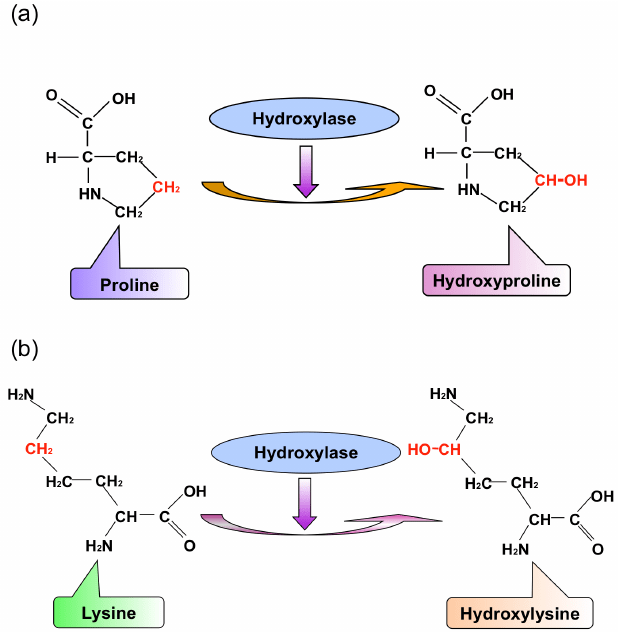 (a)
O
OH
C
H
C
CH₂
HN
CH₂
CH₂
Proline
Hydroxylase
O
OH
C
H
C
CH₂
HN
CH-OH
CH₂
Hydroxyproline
(b)
H₂N
CH₂
CH₂
H₂C
CH₂
CH
C
OH
O
H₂N
Lysine
Hydroxylase
H₂N
CH₂
HO-CH
H₂C
CH₂
CH
C
OH
O
H₂N
Hydroxylysine